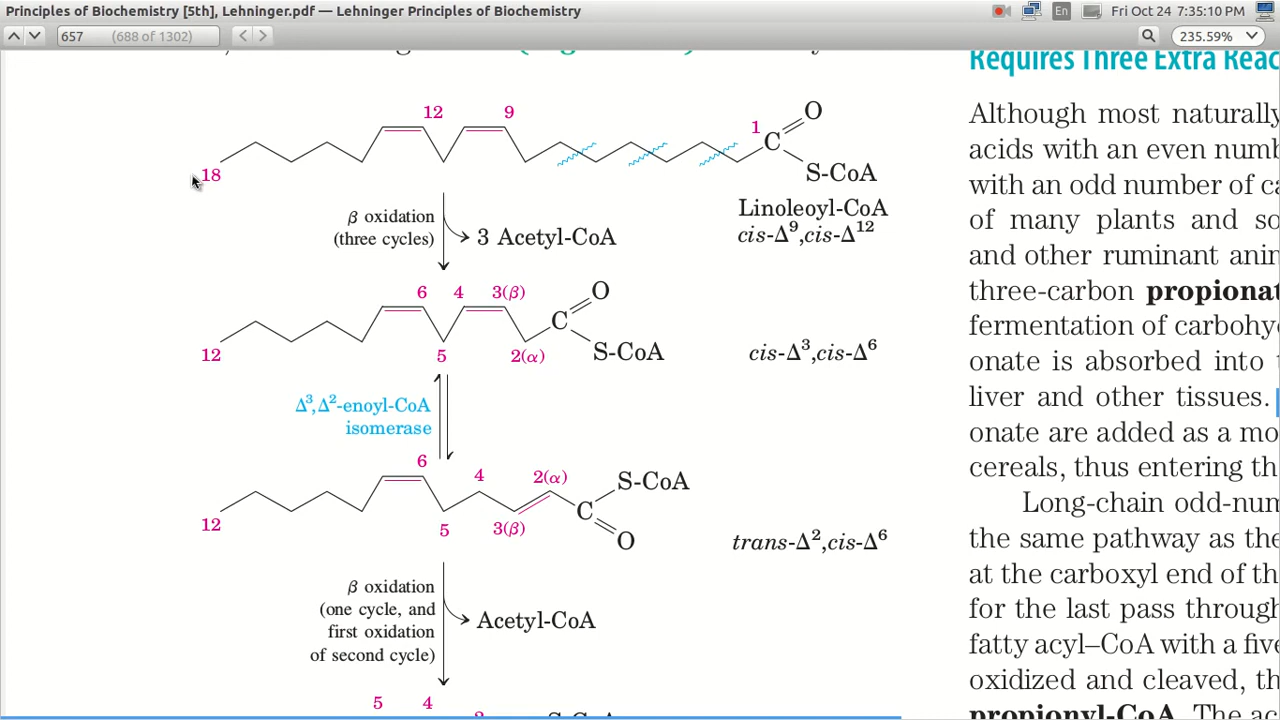 Principles of Biochemistry [5th], Lehninger.pdf — Lehninger Principles of Biochemistry
En
Fri Oct 24 7:35:10 PM
657 (688 of 1302)
235.59%
12
9
1
O
C
S-CoA
18
β oxidation
(three cycles)
3 Acetyl-CoA
Linoleoyl-CoA
cis-Δ⁹,cis-Δ¹²
6
4
3(β)
O
C
S-CoA
12
5
2(α)
cis-Δ³,cis-Δ⁶
Δ³,Δ²-enoyl-CoA
isomerase
6
4
2(α)
S-CoA
C
O
12
5
3(β)
trans-Δ²,cis-Δ⁶
β oxidation
(one cycle, and
first oxidation
of second cycle)
Acetyl-CoA
5
4
Requires Three Extra Reac
Although most naturally
acids with an even numb
with an odd number of ca
of many plants and so
and other ruminant anin
three-carbon propionat
fermentation of carbohy
onate is absorbed into
liver and other tissues.
onate are added as a mo
cereals, thus entering th
Long-chain odd-num
the same pathway as the
at the carboxyl end of th
for the last pass through
fatty acyl–CoA with a five
oxidized and cleaved, th
propionyl-CoA. The ac